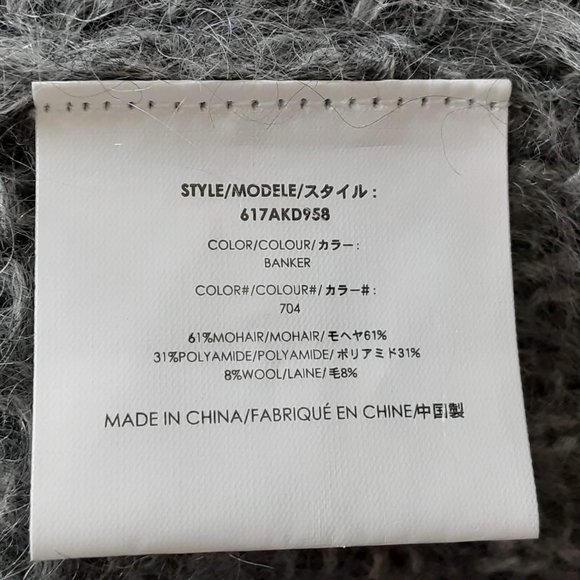 STYLE/MODELE/スタイル :
617AKD958
COLOR/COLOUR/カラー :
BANKER
COLOR#/COLOUR#/カラー# :
704
61%MOHAIR/MOHAIR/モヘヤ61%
31%POLYAMIDE/POLYAMIDE/ポリアミド31%
8%WOOL/LAINE/毛8%
MADE IN CHINA/FABRIQUÉ EN CHINE/中国製